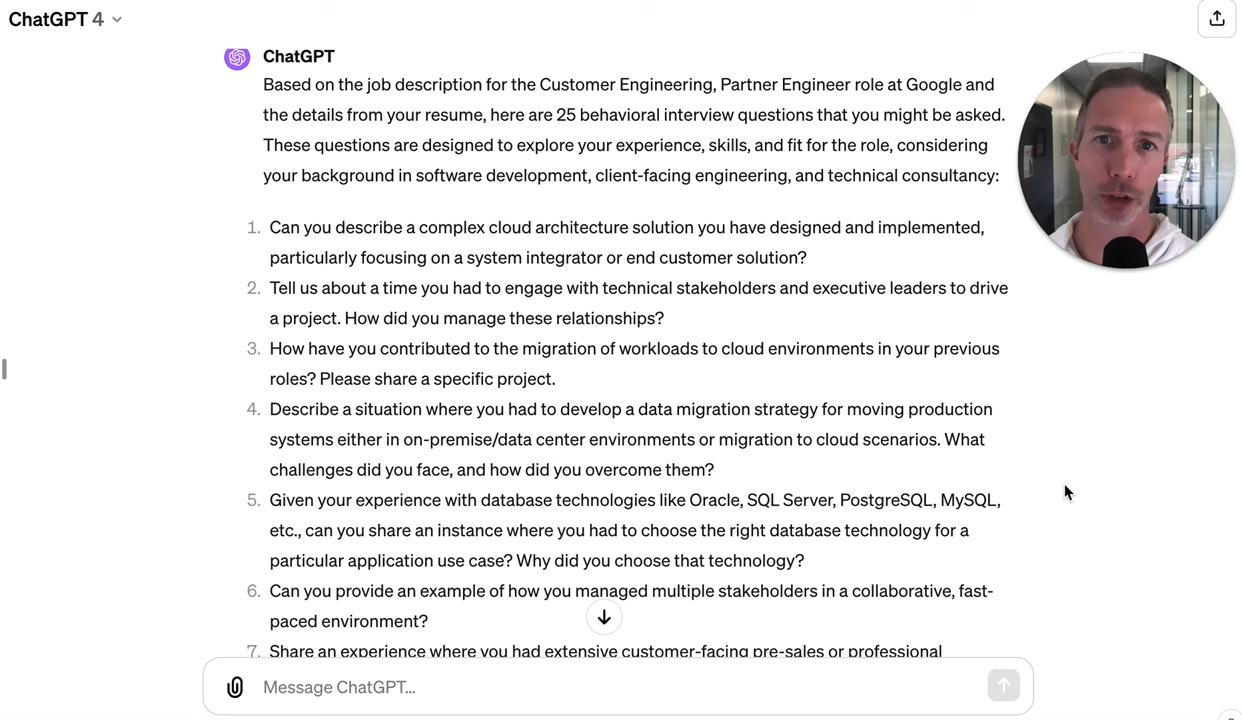 ChatGPT 4
ChatGPT
Based on the job description for the Customer Engineering, Partner Engineer role at Google and
the details from your resume, here are 25 behavioral interview questions that you might be asked.
These questions are designed to explore your experience, skills, and fit for the role, considering
your background in software development, client-facing engineering, and technical consultancy:
1. Can you describe a complex cloud architecture solution you have designed and implemented,
particularly focusing on a system integrator or end customer solution?
2. Tell us about a time you had to engage with technical stakeholders and executive leaders to drive
a project. How did you manage these relationships?
3. How have you contributed to the migration of workloads to cloud environments in your previous
roles? Please share a specific project.
4. Describe a situation where you had to develop a data migration strategy for moving production
systems either in on-premise/data center environments or migration to cloud scenarios. What
challenges did you face, and how did you overcome them?
5. Given your experience with database technologies like Oracle, SQL Server, PostgreSQL, MySQL,
etc., can you share an instance where you had to choose the right database technology for a
particular application use case? Why did you choose that technology?
6. Can you provide an example of how you managed multiple stakeholders in a collaborative, fast-
paced environment?
7. Share an experience where you had extensive customer-facing pre-sales or professional
Message ChatGPT...